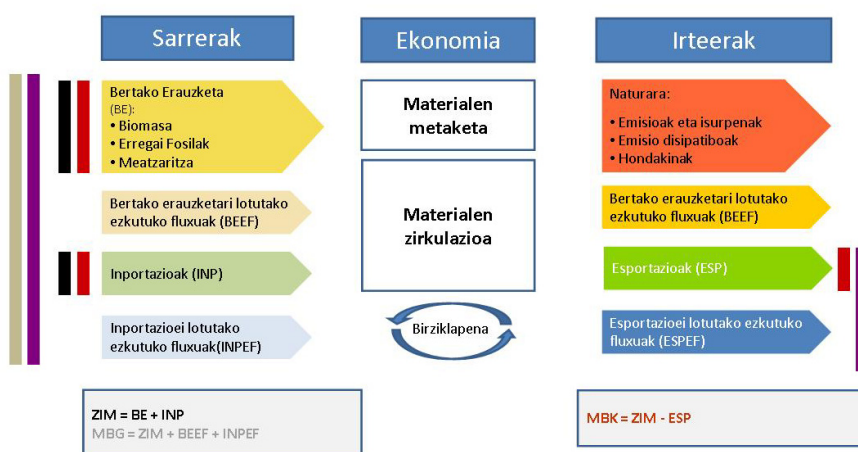 Sarrerak
Bertako Erauzketa
(BE):
• Biomasa
• Erregai Fosilak
• Meatzaritza
Bertako erauzketari lotutako
ezkutuko fluxuak (BEEF)
Inportazioak (INP)
Inportazioei lotutako
ezkutuko fluxuak(INPEF)
ZIM = BE + INP
MBG = ZIM + BEEF + INPEF
Ekonomia
Materialen
metaketa
Materialen
zirkulazioa
Birziklapena
Irteerak
Naturara:
• Emisioak eta isurpenak
• Emisio disipatiboak
• Hondakinak
Bertako erauzketari lotutako
ezkutuko fluxuak (BEEF)
Esportazioak (ESP)
Esportazioei lotutako ezkutuko
fluxuak (ESPEF)
MBK = ZIM - ESP